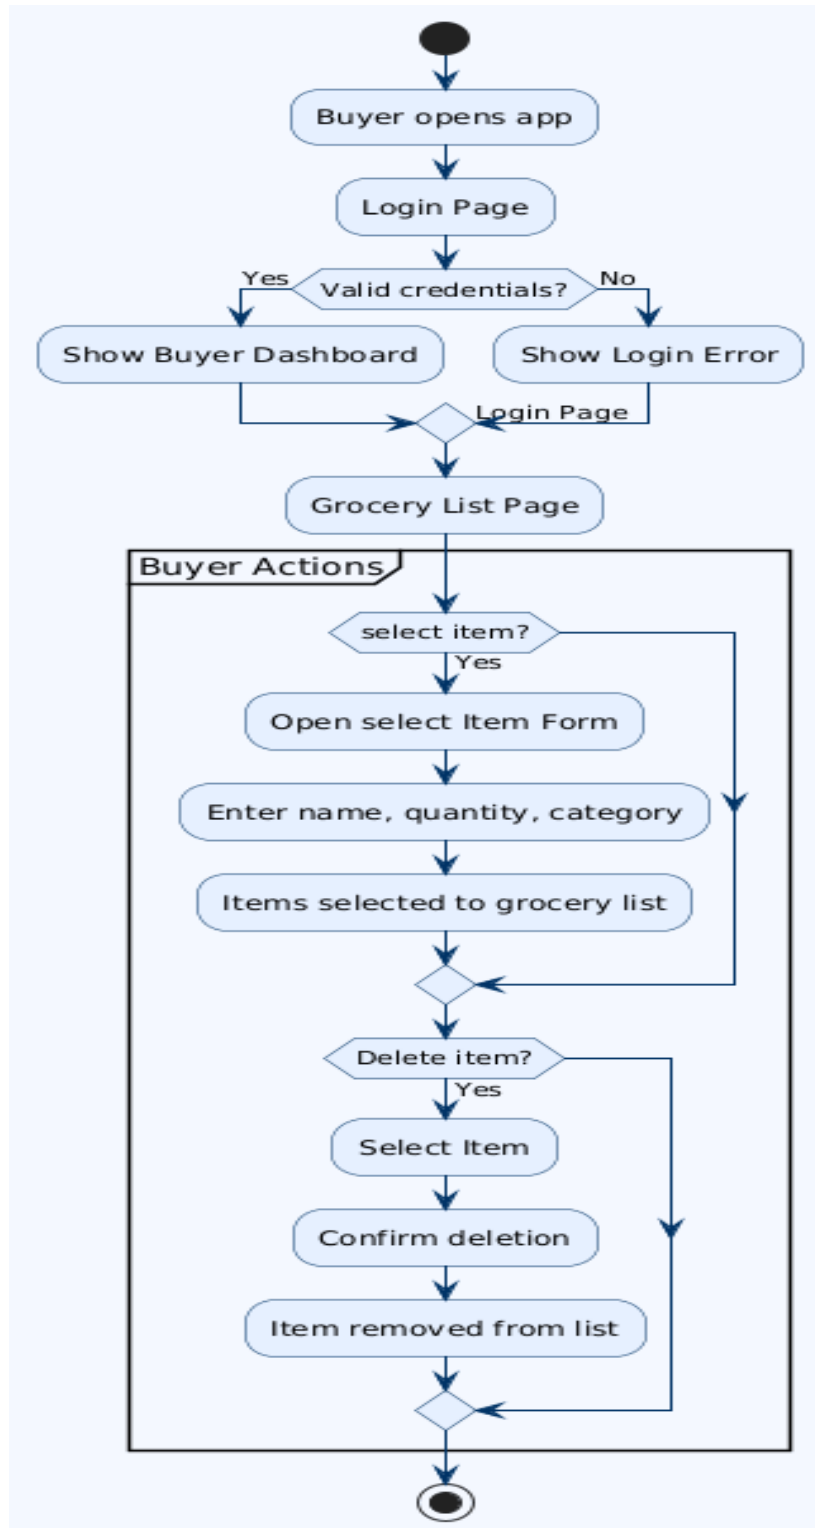 Buyer opens app
Login Page
Valid credentials?
Yes
No
Show Buyer Dashboard
Show Login Error
Login Page
Grocery List Page
Buyer Actions
select item?
Yes
Open select Item Form
Enter name, quantity, category
Items selected to grocery list
Delete item?
Yes
Select Item
Confirm deletion
Item removed from list